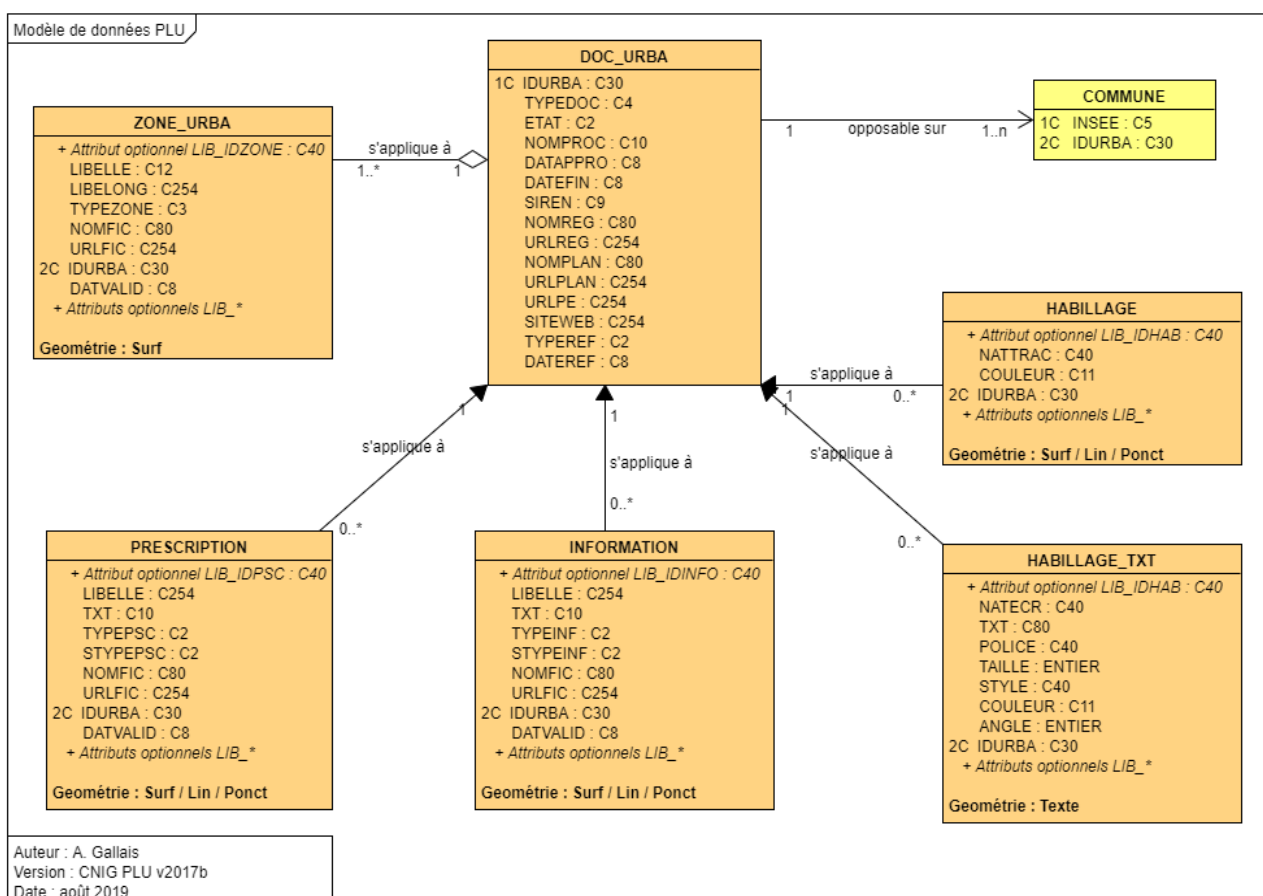 Modèle de données PLU
DOC_URBA
1C IDURBA : C30
TYPEDOC : C4
ETAT : C2
NOMPROC : C10
DATAPPRO : C8
DATEFIN : C8
SIREN : C9
NOMREG : C80
URLREG : C254
NOMPLAN : C80
URLPLAN : C254
URLPE : C254
SITEWEB : C254
TYPEREF : C2
DATEREF : C8
COMMUNE
1C INSEE : C5
2C IDURBA : C30
1
opposable sur
1..n
ZONE_URBA
+ Attribut optionnel LIB_IDZONE : C40
LIBELLE : C12
LIBELONG : C254
TYPEZONE : C3
NOMFIC : C80
URLFIC : C254
2C IDURBA : C30
DATVALID : C8
+ Attributs optionnels LIB_*
Geométrie : Surf
s'applique à
1..*
1
HABILLAGE
+ Attribut optionnel LIB_IDHAB : C40
NATTRAC : C40
COULEUR : C11
2C IDURBA : C30
+ Attributs optionnels LIB_*
Geométrie : Surf / Lin / Ponct
s'applique à
1
0..*
1
s'applique à
0..*
1
s'applique à
0..*
1
s'applique à
0..*
PRESCRIPTION
+ Attribut optionnel LIB_IDPSC : C40
LIBELLE : C254
TXT : C10
TYPEPSC : C2
STYPEPSC : C2
NOMFIC : C80
URLFIC : C254
2C IDURBA : C30
DATVALID : C8
+ Attributs optionnels LIB_*
Geométrie : Surf / Lin / Ponct
INFORMATION
+ Attribut optionnel LIB_IDINFO : C40
LIBELLE : C254
TXT : C10
TYPEINF : C2
STYPEINF : C2
NOMFIC : C80
URLFIC : C254
2C IDURBA : C30
DATVALID : C8
+ Attributs optionnels LIB_*
Geométrie : Surf / Lin / Ponct
HABILLAGE_TXT
+ Attribut optionnel LIB_IDHAB : C40
NATECR : C40
TXT : C80
POLICE : C40
TAILLE : ENTIER
STYLE : C40
COULEUR : C11
ANGLE : ENTIER
2C IDURBA : C30
+ Attributs optionnels LIB_*
Geométrie : Texte
Auteur : A. Gallais
Version : CNIG PLU v2017b
Date : août 2019